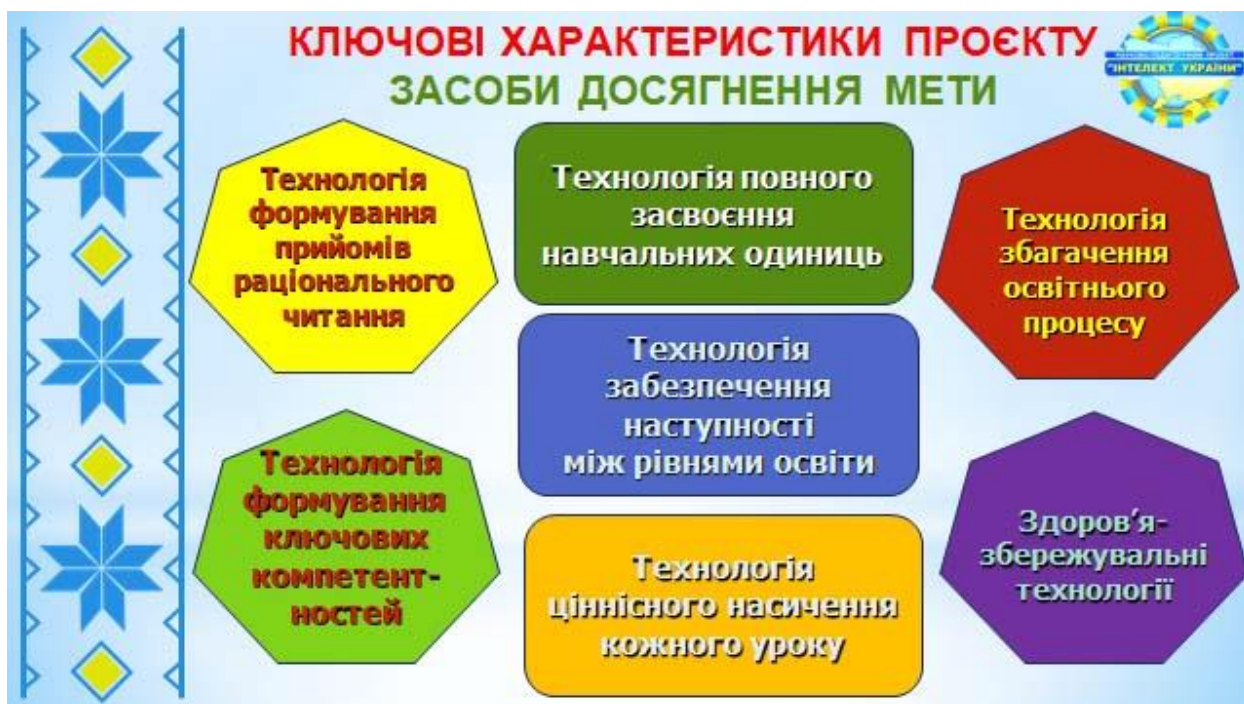 КЛЮЧОВІ ХАРАКТЕРИСТИКИ ПРОЄКТУ
ЗАСОБИ ДОСЯГНЕННЯ МЕТИ
"ІНТЕЛЕКТ УКРАЇНИ"
Технологія
формування
прийомів
раціонального
читання
Технологія повного
засвоєння
навчальних одиниць
Технологія
збагачення
освітнього
процесу
Технологія
забезпечення
наступності
між рівнями освіти
Технологія
формування
ключових
компетент-
ностей
Технологія
ціннісного насичення
кожного уроку
Здоров’я-
збережувальні
технології